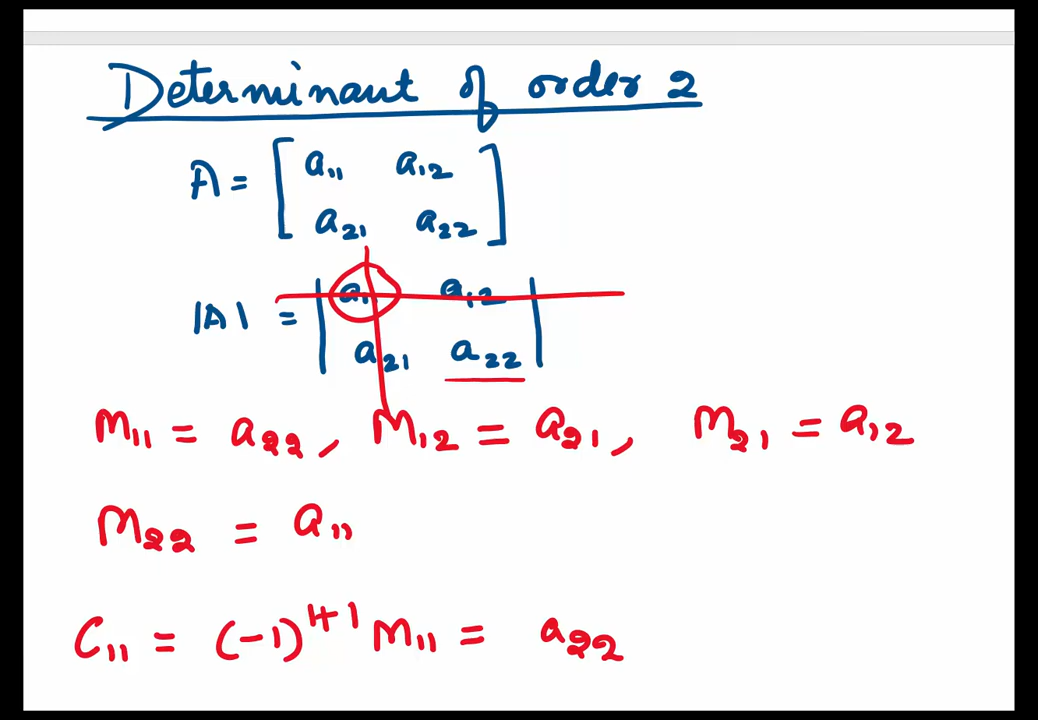 Determinant of order 2
A = [ a₁₁ a₁₂
a₂₁ a₂₂ ]
|A| = | a₁₁ a₁₂
a₂₁ a₂₂ |
M₁₁ = a₂₂, M₁₂ = a₂₁, M₂₁ = a₁₂
M₂₂ = a₁₁
C₁₁ = (-1)¹⁺¹ M₁₁ = a₂₂